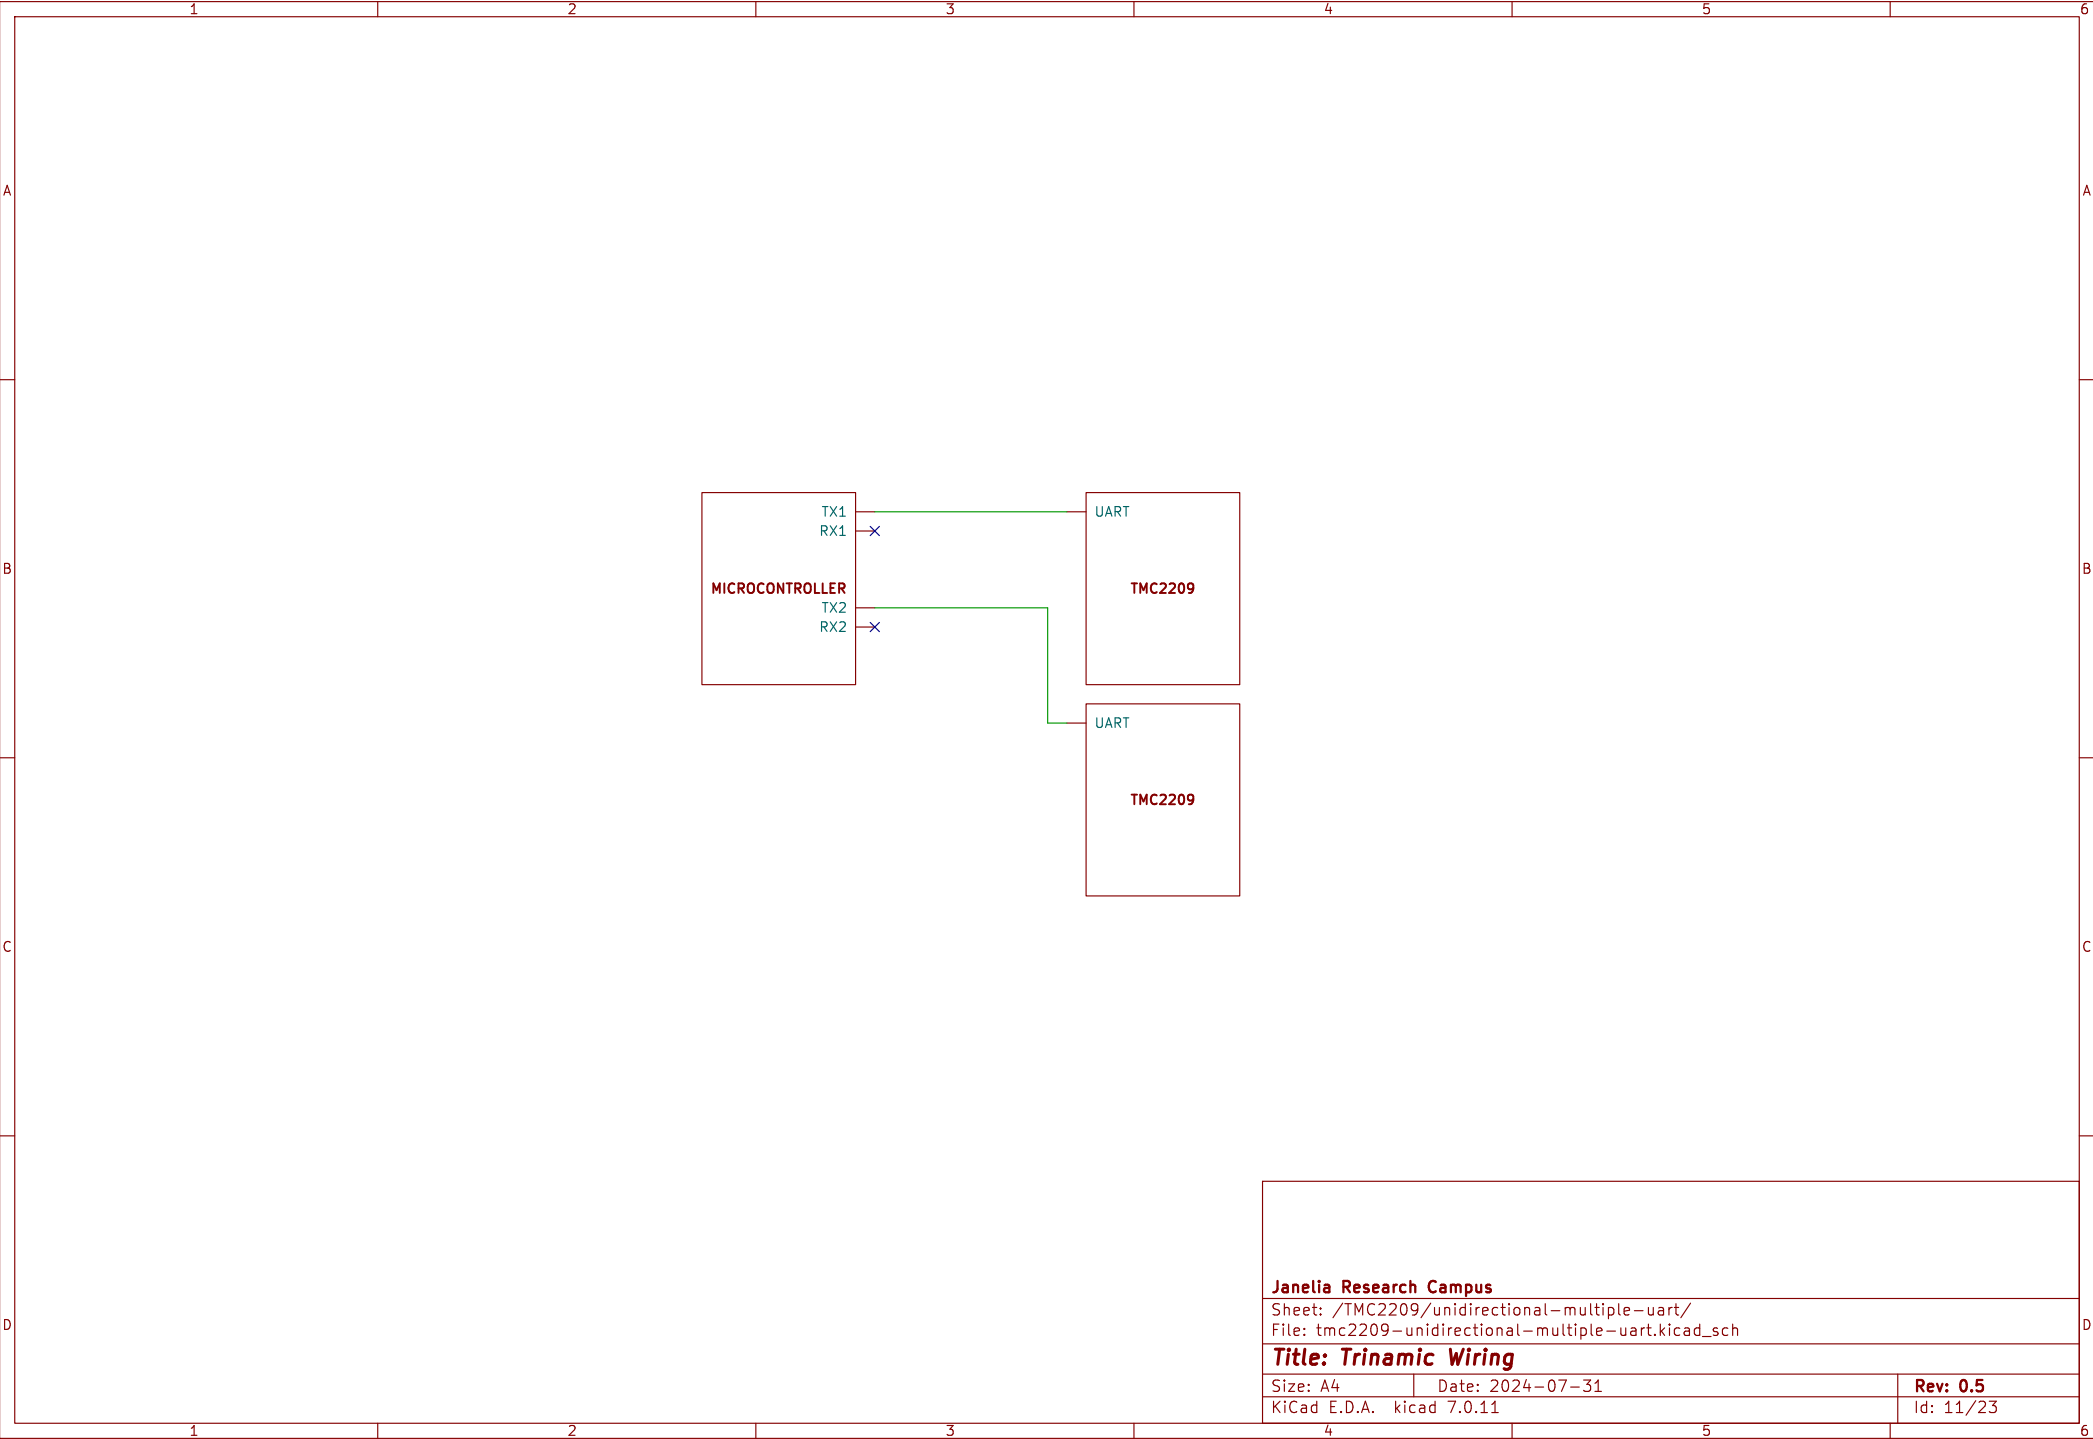 1 2 3 4 5 6
A A
TX1 UART
RX1
B MICROCONTROLLER TMC2209 B
TX2
RX2
UART
TMC2209
C C
Janelia Research Campus
Sheet: /TMC2209/unidirectional-multiple-uart/
D D
File: tmc2209-unidirectional-multiple-uart.kicad_sch
Title: Trinamic Wiring
Size: A4 Date: 2024-07-31 Rev: 0.5
KiCad E.D.A. kicad 7.0.11 Id: 11/23
1 2 3 4 5 6